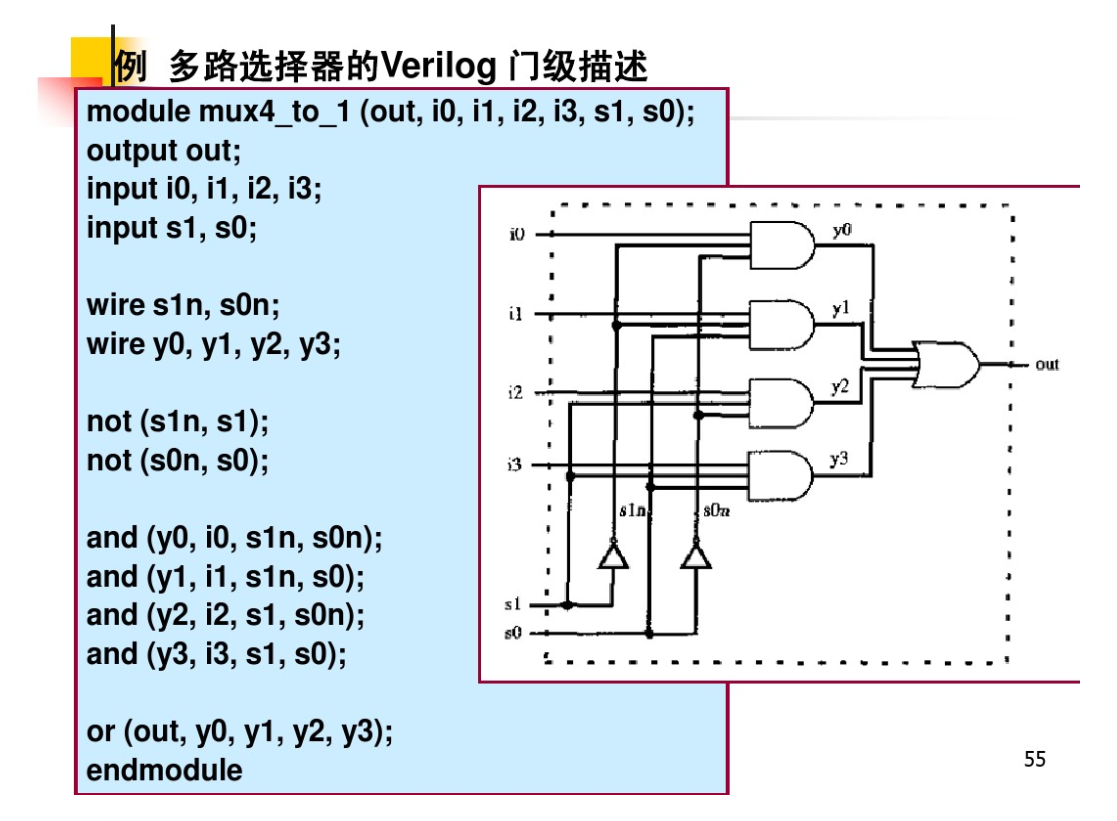 例 多路选择器的Verilog 门级描述
module mux4_to_1 (out, i0, i1, i2, i3, s1, s0);
output out;
input i0, i1, i2, i3;
input s1, s0;
wire s1n, s0n;
wire y0, y1, y2, y3;
not (s1n, s1);
not (s0n, s0);
and (y0, i0, s1n, s0n);
and (y1, i1, s1n, s0);
and (y2, i2, s1, s0n);
and (y3, i3, s1, s0);
or (out, y0, y1, y2, y3);
endmodule
i0
y0
i1
y1
out
i2
y2
i3
y3
s1n
s0n
s1
s0
55